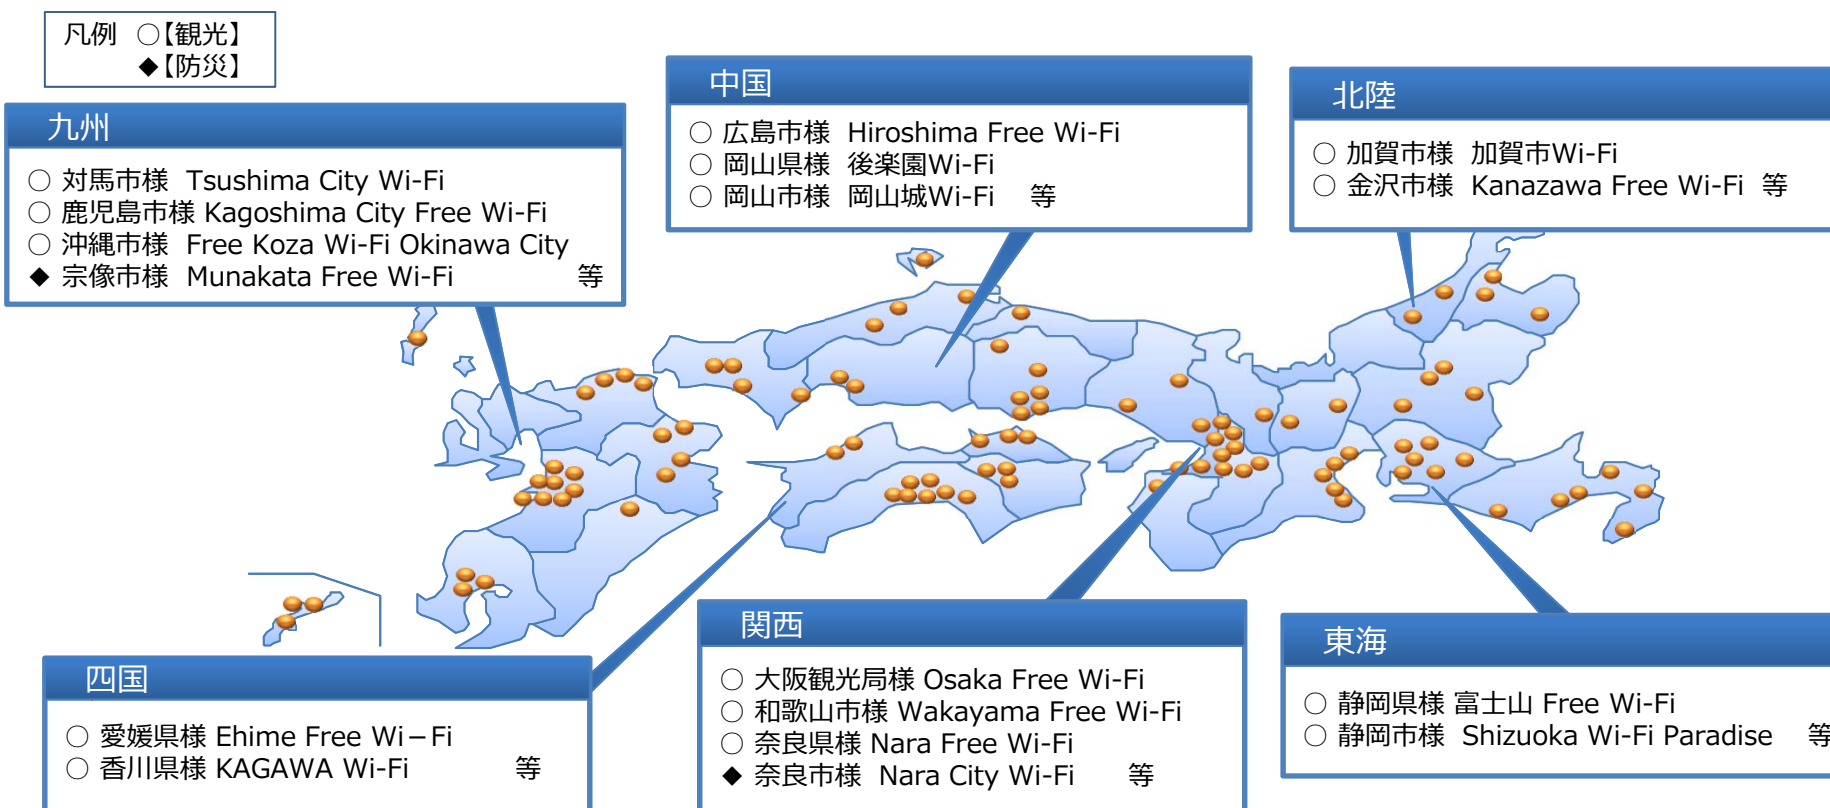 凡例 ○【観光】
◆【防災】
九州
○ 対馬市様 Tsushima City Wi-Fi
○ 鹿児島市様 Kagoshima City Free Wi-Fi
○ 沖縄市様 Free Koza Wi-Fi Okinawa City
◆ 宗像市様 Munakata Free Wi-Fi 等
中国
○ 広島市様 Hiroshima Free Wi-Fi
○ 岡山県様 後楽園Wi-Fi
○ 岡山市様 岡山城Wi-Fi 等
北陸
○ 加賀市様 加賀市Wi-Fi
○ 金沢市様 Kanazawa Free Wi-Fi 等
四国
○ 愛媛県様 Ehime Free Wi－Fi
○ 香川県様 KAGAWA Wi-Fi 等
関西
○ 大阪観光局様 Osaka Free Wi-Fi
○ 和歌山市様 Wakayama Free Wi-Fi
○ 奈良県様 Nara Free Wi-Fi
◆ 奈良市様 Nara City Wi-Fi 等
東海
○ 静岡県様 富士山 Free Wi-Fi
○ 静岡市様 Shizuoka Wi-Fi Paradise 等